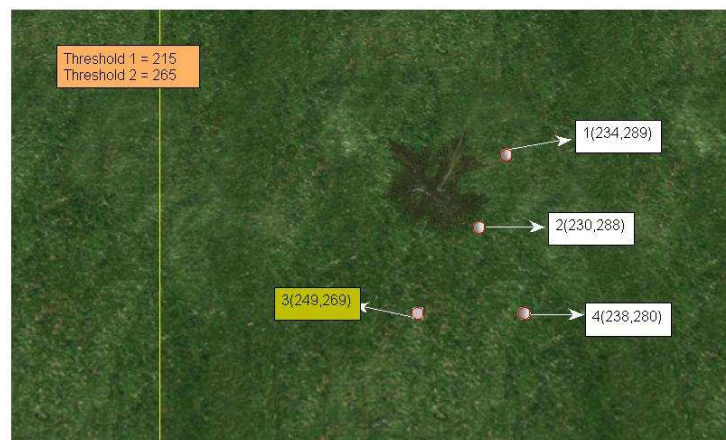 Threshold 1 = 215
Threshold 2 = 265
1(234,289)
2(230,288)
3(249,269)
4(238,280)